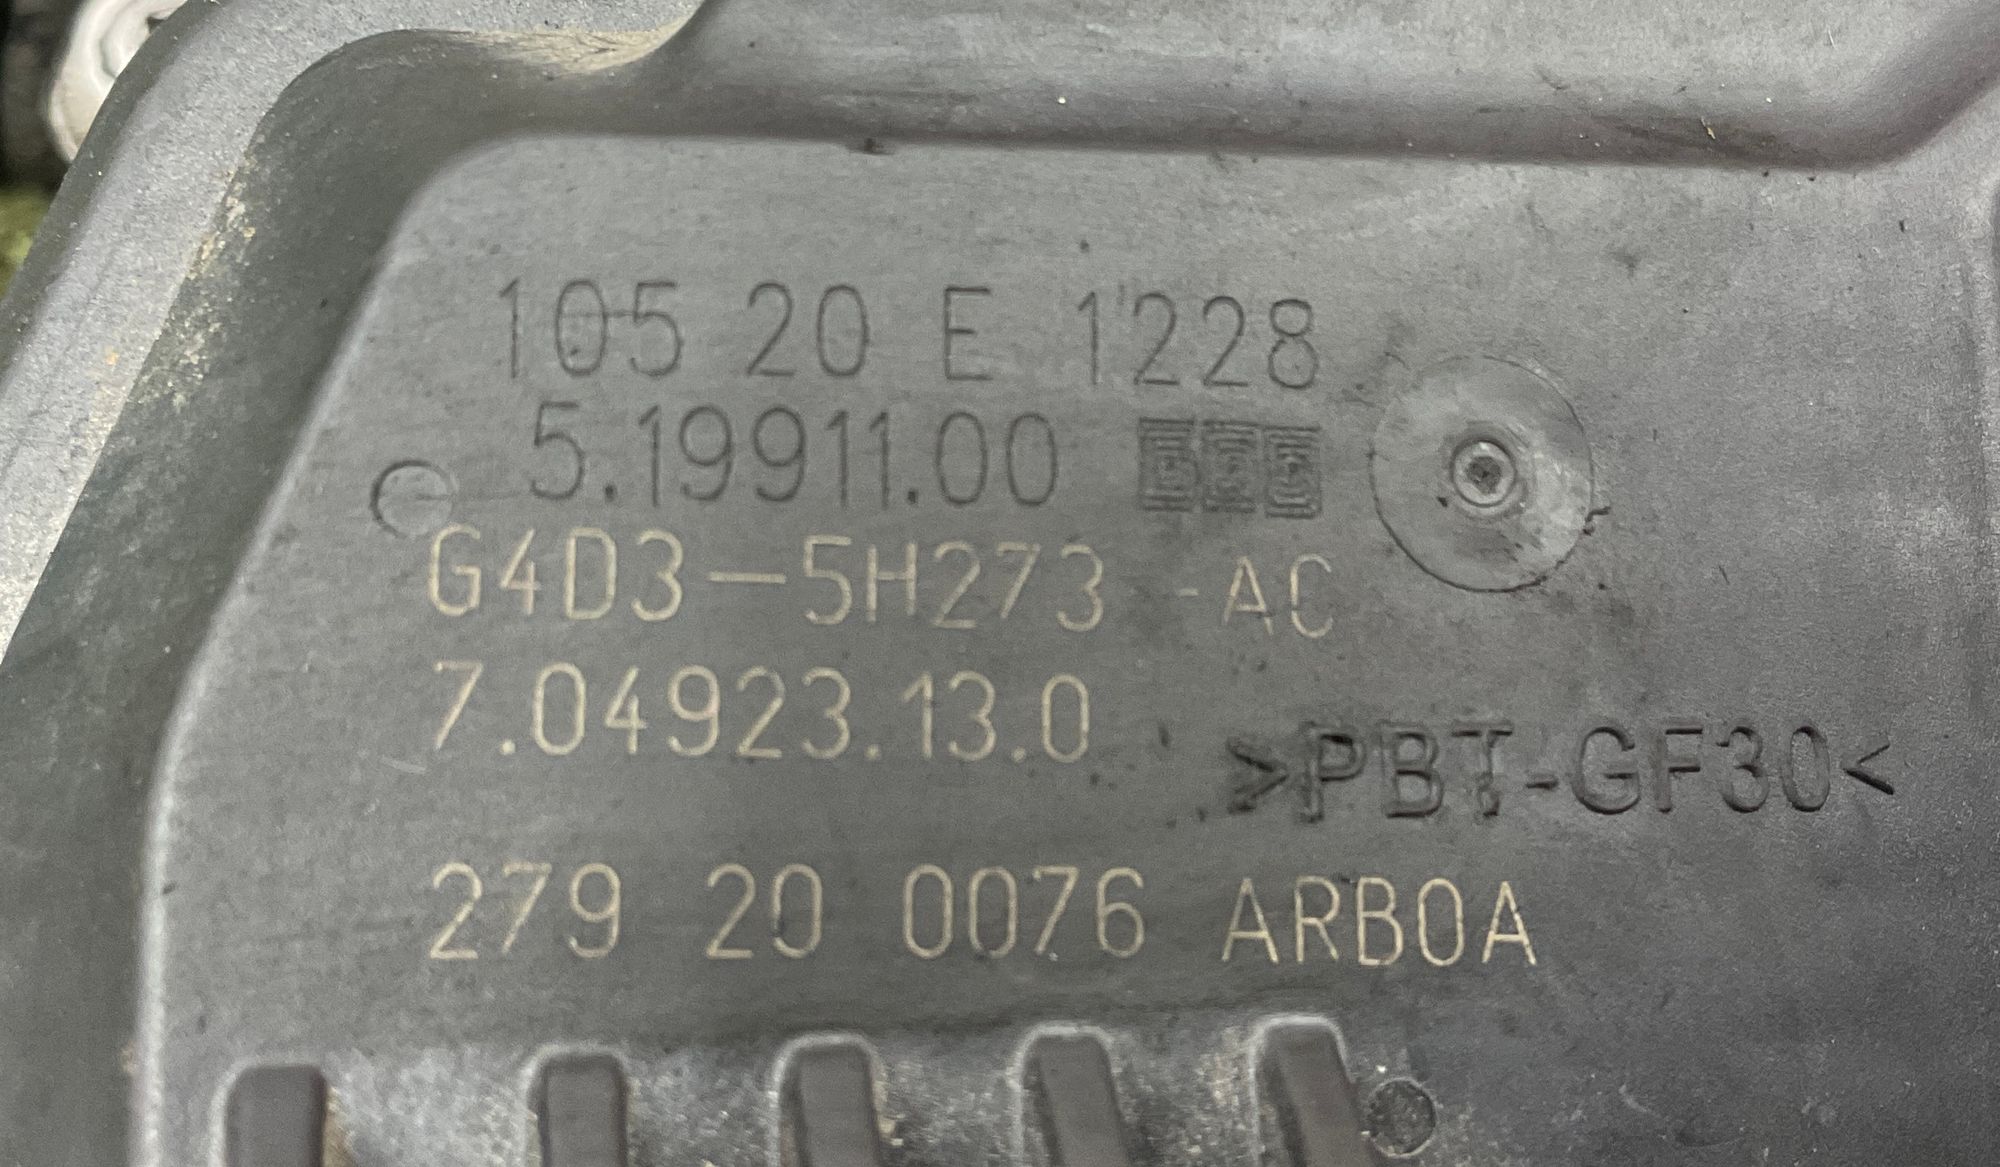 105 20 E 1228
5.19911.00
G4D3-5H273-AC
7.04923.13.0
>PBT-GF30<
279 20 0076 ARB0A